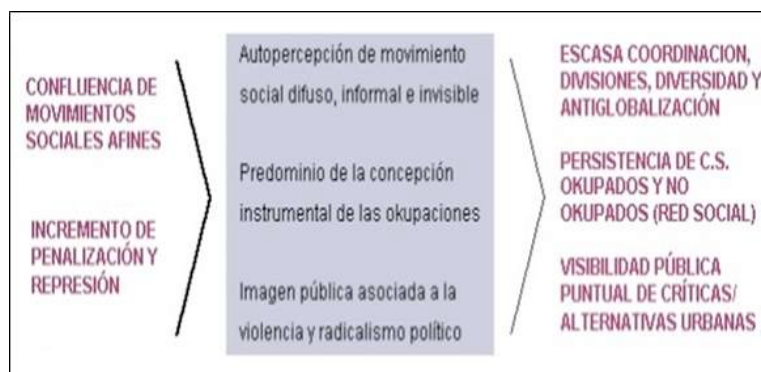 CONFLUENCIA DE
MOVIMIENTOS
SOCIALES AFINES
INCREMENTO DE
PENALIZACIÓN Y
REPRESIÓN
Autopercepción de movimiento
social difuso, informal e invisible
Predominio de la concepción
instrumental de las okupaciones
Imagen pública asociada a la
violencia y radicalismo político
ESCASA COORDINACION,
DIVISIONES, DIVERSIDAD Y
ANTIGLOBALIZACIÓN
PERSISTENCIA DE C.S.
OKUPADOS Y NO
OKUPADOS (RED SOCIAL)
VISIBILIDAD PÚBLICA
PUNTUAL DE CRÍTICAS/
ALTERNATIVAS URBANAS